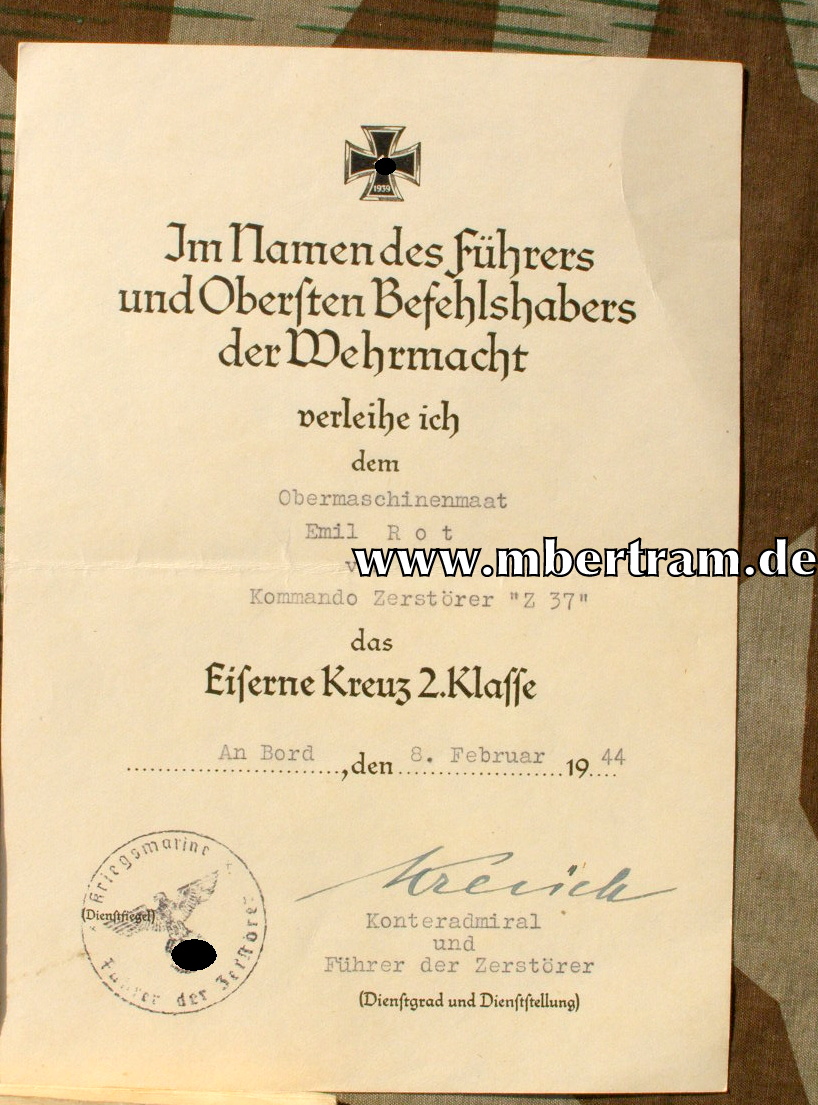 1939
Im Namen des Führers
und Obersten Befehlshabers
der Wehrmacht
verleihe ich
dem
Obermaschinenmaat
Emil R o t
www.mbertram.de
Kommando Zerstörer "Z 37"
das
Eiserne Kreuz 2.Klasse
An Bord, den 8. Februar 1944
Kriegsmarine
(Dienstsiegel)
Führer der Zerstörer
Konteradmiral
und
Führer der Zerstörer
(Dienstgrad und Dienststellung)